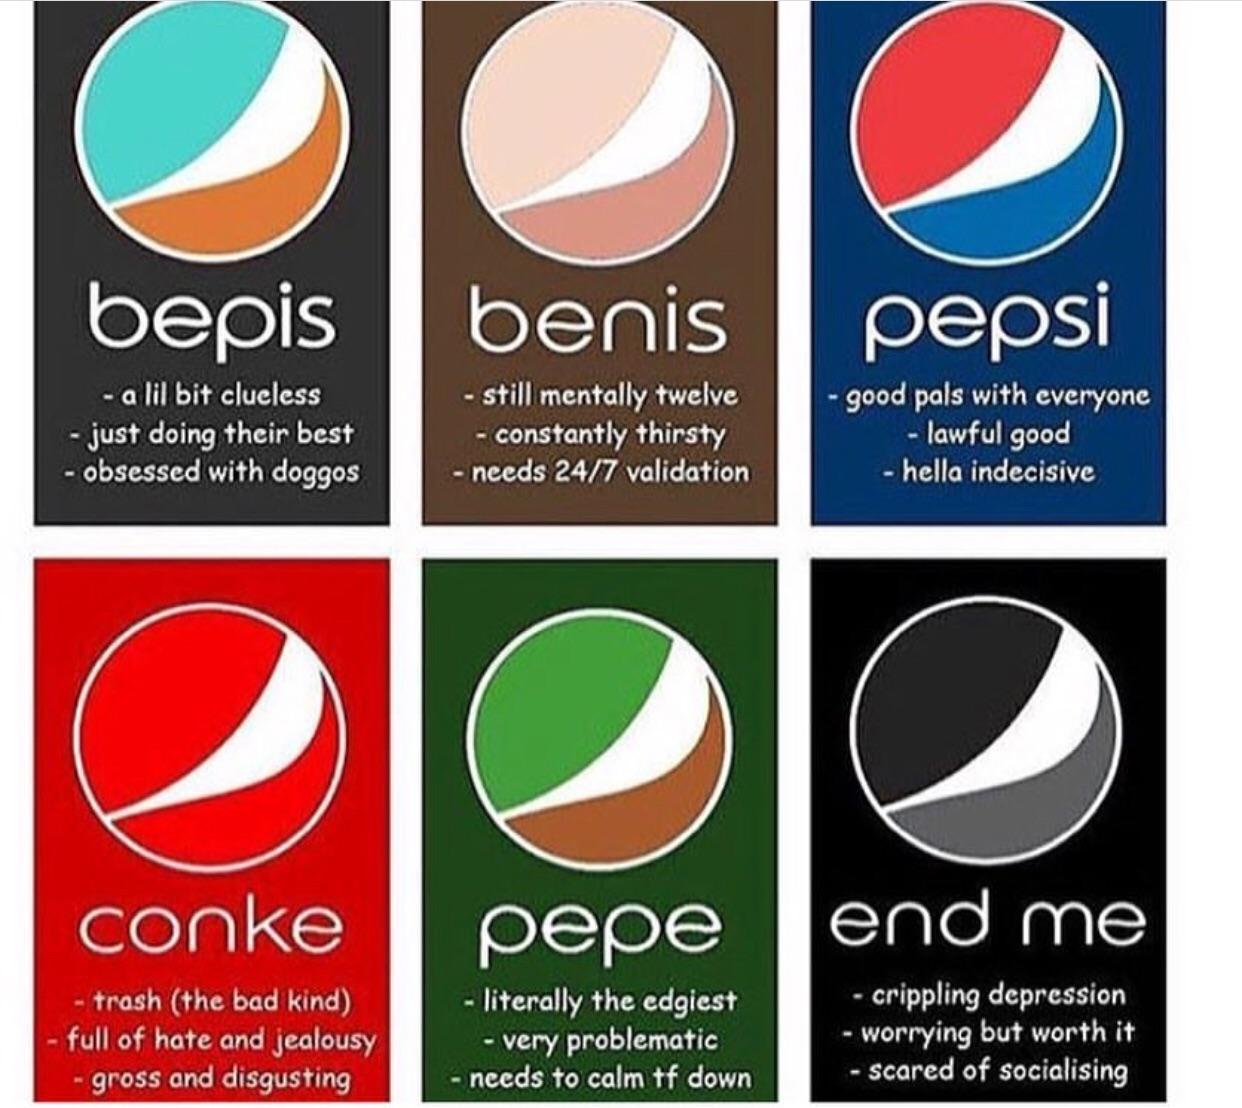 bepis
- a lil bit clueless
- just doing their best
- obsessed with doggos
benis
- still mentally twelve
- constantly thirsty
- needs 24/7 validation
pepsi
- good pals with everyone
- lawful good
- hella indecisive
conke
- trash (the bad kind)
- full of hate and jealousy
- gross and disgusting
pepe
- literally the edgiest
- very problematic
- needs to calm tf down
end me
- crippling depression
- worrying but worth it
- scared of socialising